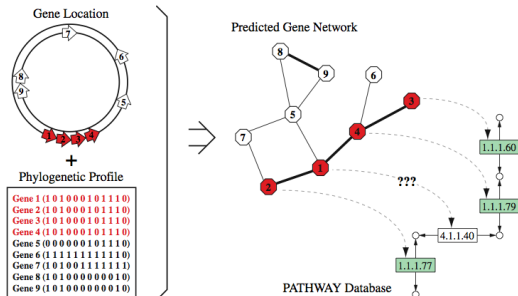 Gene Location
7
6
5
8
9
1 2 3 4
+
Phylogenetic Profile
Gene 1 (1 0 1 0 0 0 1 0 1 1 1 0)
Gene 2 (1 0 1 0 0 0 1 0 1 1 1 0)
Gene 3 (1 0 1 0 0 0 1 0 1 1 1 0)
Gene 4 (1 0 1 0 0 0 1 0 1 1 1 0)
Gene 5 (0 0 0 0 0 0 1 0 1 1 1 0)
Gene 6 (1 1 1 1 1 1 1 1 1 1 1 0)
Gene 7 (1 0 1 0 0 1 1 1 1 1 1 1)
Gene 8 (1 0 1 0 0 0 0 0 0 0 1 0)
Gene 9 (1 0 1 0 0 0 0 0 0 0 1 0)
Predicted Gene Network
8
9
6
3
5
4
7
1
2
???
1.1.1.60
1.1.1.79
4.1.1.40
1.1.1.77
PATHWAY Database